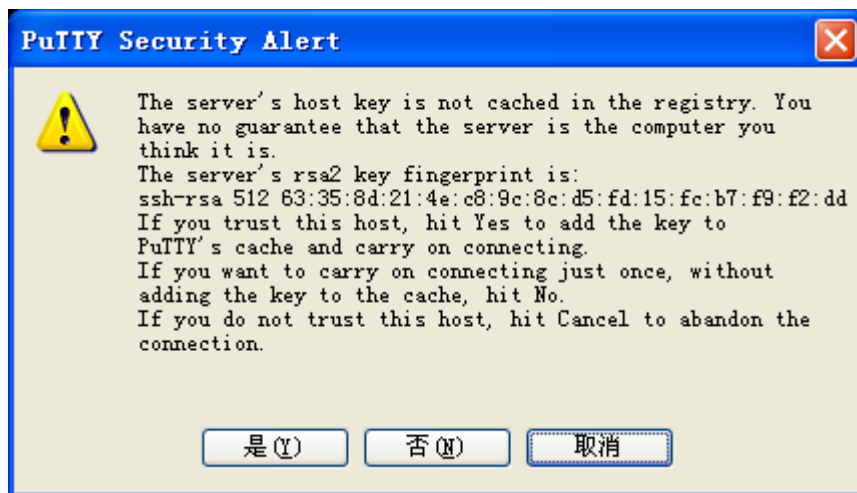 PuTTY Security Alert
The server's host key is not cached in the registry. You
have no guarantee that the server is the computer you
think it is.
The server's rsa2 key fingerprint is:
ssh-rsa 512 63:35:8d:21:4e:c8:9c:8c:d5:fd:15:fc:b7:f9:f2:dd
If you trust this host, hit Yes to add the key to
PuTTY's cache and carry on connecting.
If you want to carry on connecting just once, without
adding the key to the cache, hit No.
If you do not trust this host, hit Cancel to abandon the
connection.
是(Y) 否(N) 取消